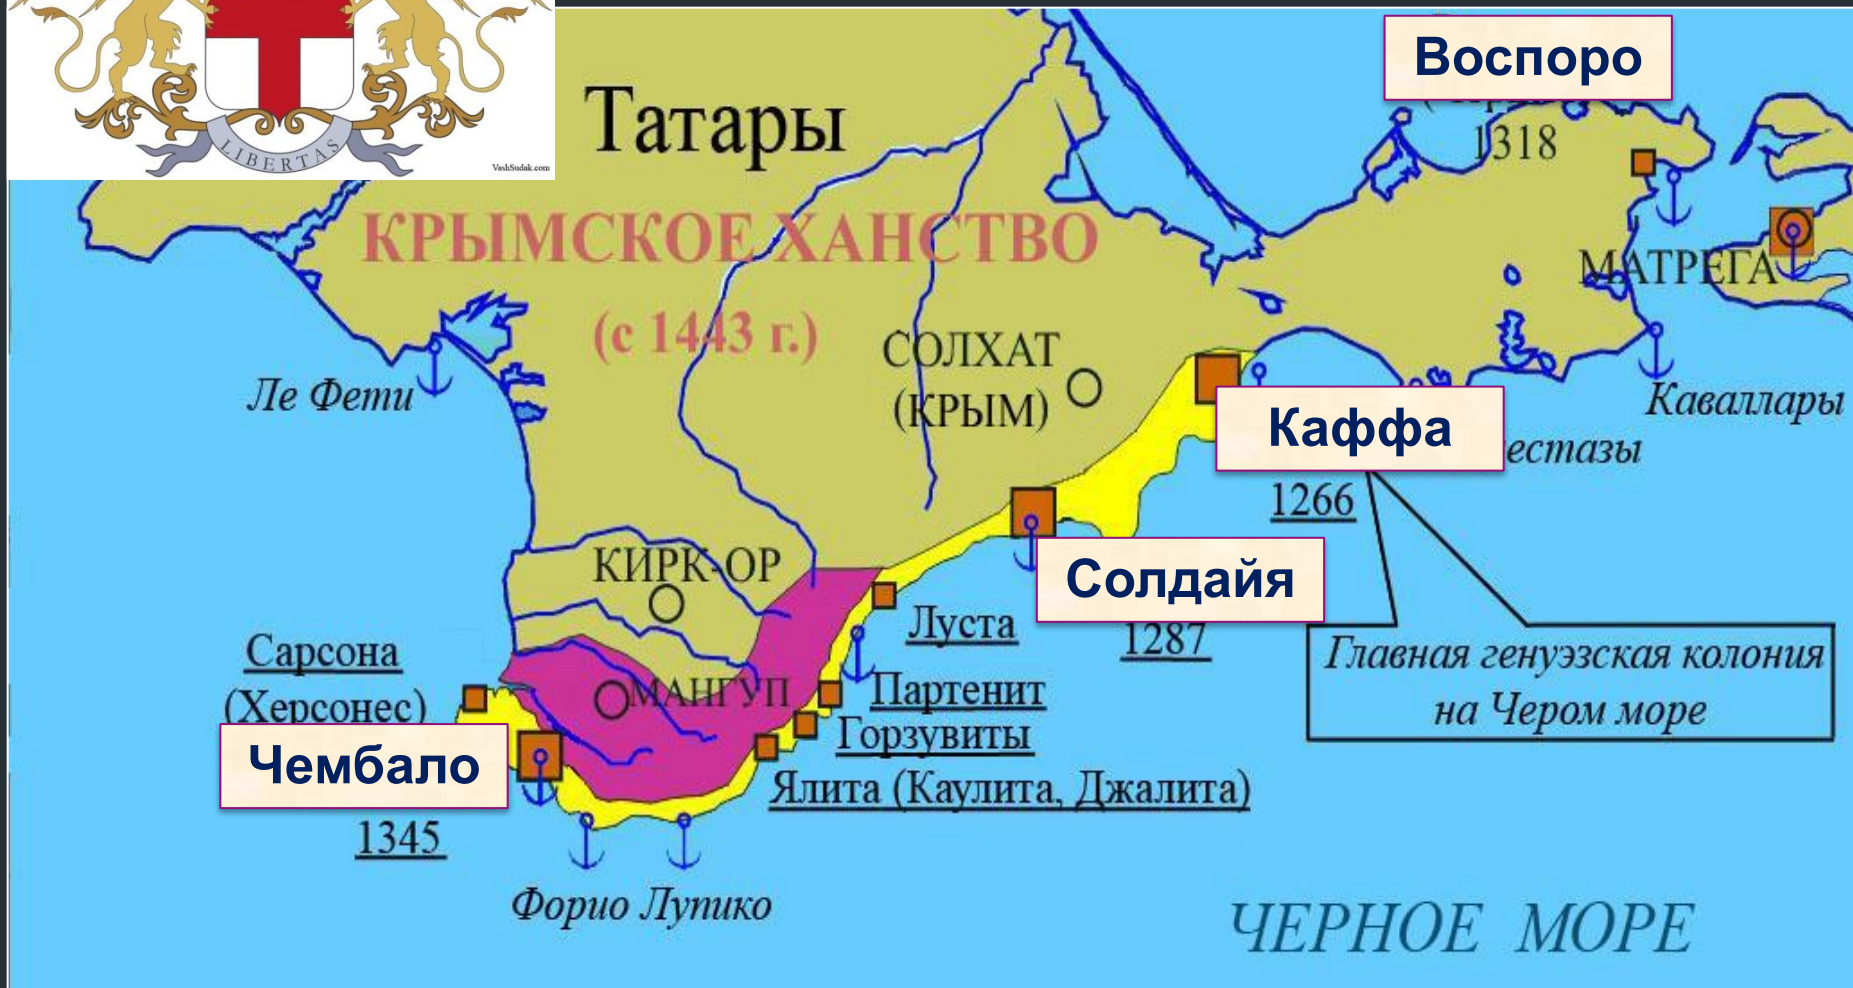 LIBERTAS
VashSudak.com
Воспоро
1318
Татары
КРЫМСКОЕ ХАНСТВО
(с 1443 г.)
МАТРЕГА
СОЛХАТ
(КРЫМ)
Ле Фети
Каваллары
Каффа
1266
КИРК-ОР
Солдайя
1287
Луста
Сарсона
(Херсонес)
МАНГУП
Партенит
Горзувиты
Главная генуэзская колония
на Чером море
Чембало
1345
Ялита (Каулита, Джалита)
Форио Лупико
ЧЕРНОЕ МОРЕ